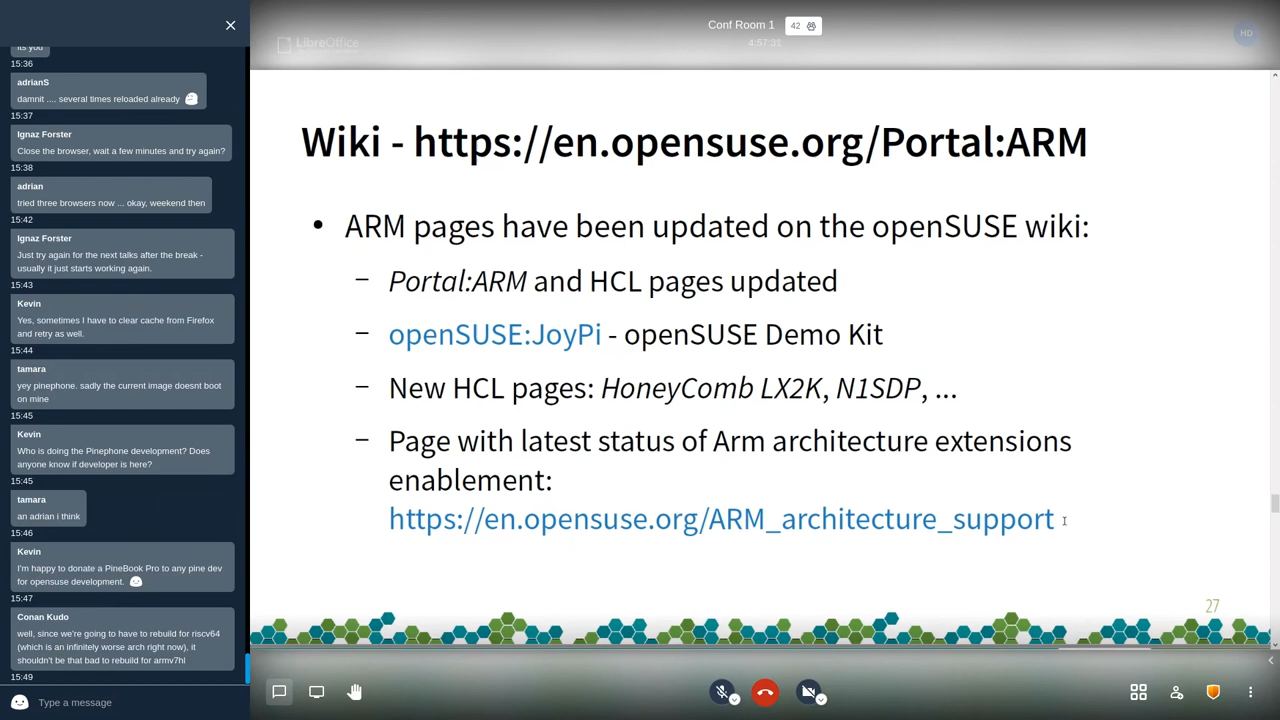 its you
15:36
adrianS
damnit .... several times reloaded already
15:37
Ignaz Forster
Close the browser, wait a few minutes and try again?
15:38
adrian
tried three browsers now ... okay, weekend then
15:42
Ignaz Forster
Just try again for the next talks after the break -
usually it just starts working again.
15:43
Kevin
Yes, sometimes I have to clear cache from Firefox
and retry as well.
15:44
tamara
yey pinephone. sadly the current image doesnt boot
on mine
15:45
Kevin
Who is doing the Pinephone development? Does
anyone know if developer is here?
15:45
tamara
an adrian i think
15:46
Kevin
I'm happy to donate a PineBook Pro to any pine dev
for opensuse development.
15:47
Conan Kudo
well, since we're going to have to rebuild for riscv64
(which is an infinitely worse arch right now), it
shouldn't be that bad to rebuild for armv7hl
15:49
Type a message
Conf Room 1
42
4:57:31
HD
LibreOffice
Wiki - https://en.opensuse.org/Portal:ARM
• ARM pages have been updated on the openSUSE wiki:
– Portal:ARM and HCL pages updated
– openSUSE:JoyPi - openSUSE Demo Kit
– New HCL pages: HoneyComb LX2K, N1SDP, ...
– Page with latest status of Arm architecture extensions
enablement:
https://en.opensuse.org/ARM_architecture_support
27